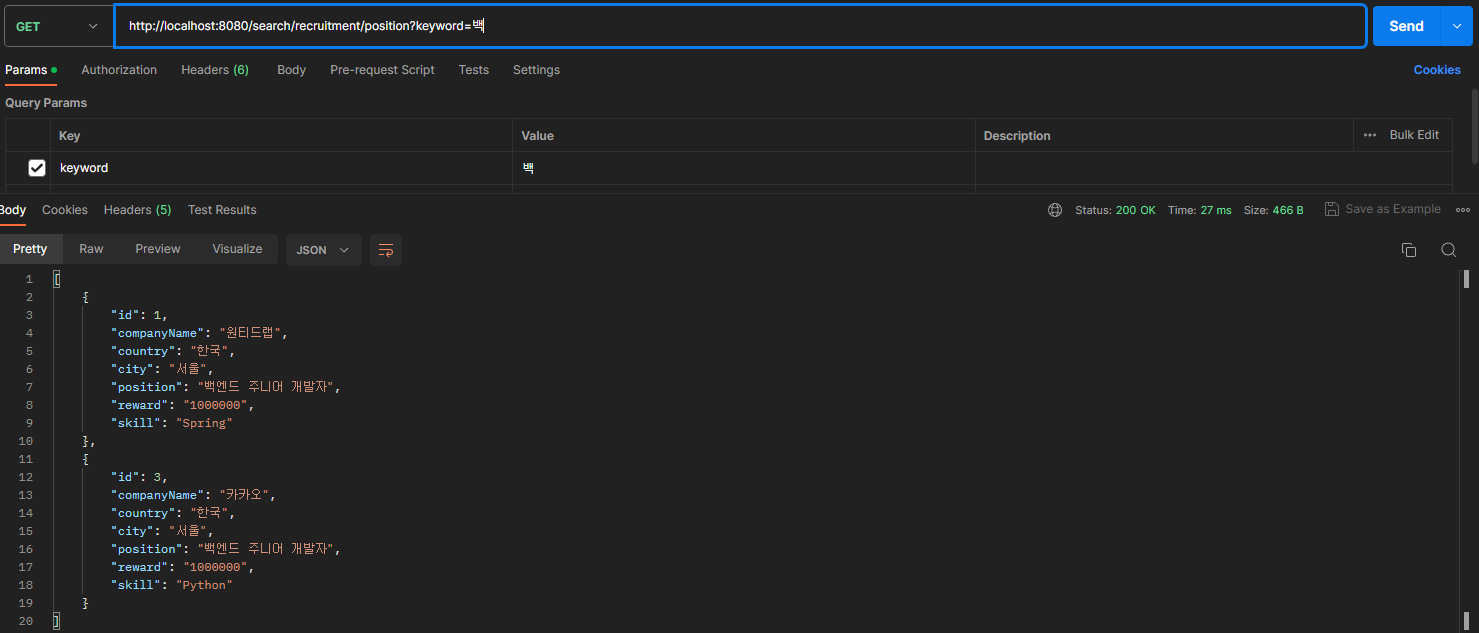 GET http://localhost:8080/search/recruitment/position?keyword=백 Send
Params Authorization Headers (6) Body Pre-request Script Tests Settings Cookies
Query Params
Key Value Description ••• Bulk Edit
keyword 백
Body Cookies Headers (5) Test Results Status: 200 OK Time: 27 ms Size: 466 B Save as Example
Pretty Raw Preview Visualize JSON
1 [
2 {
3 "id": 1,
4 "companyName": "원티드랩",
5 "country": "한국",
6 "city": "서울",
7 "position": "백엔드 주니어 개발자",
8 "reward": "1000000",
9 "skill": "Spring"
10 },
11 {
12 "id": 3,
13 "companyName": "카카오",
14 "country": "한국",
15 "city": "서울",
16 "position": "백엔드 주니어 개발자",
17 "reward": "1000000",
18 "skill": "Python"
19 }
20 ]